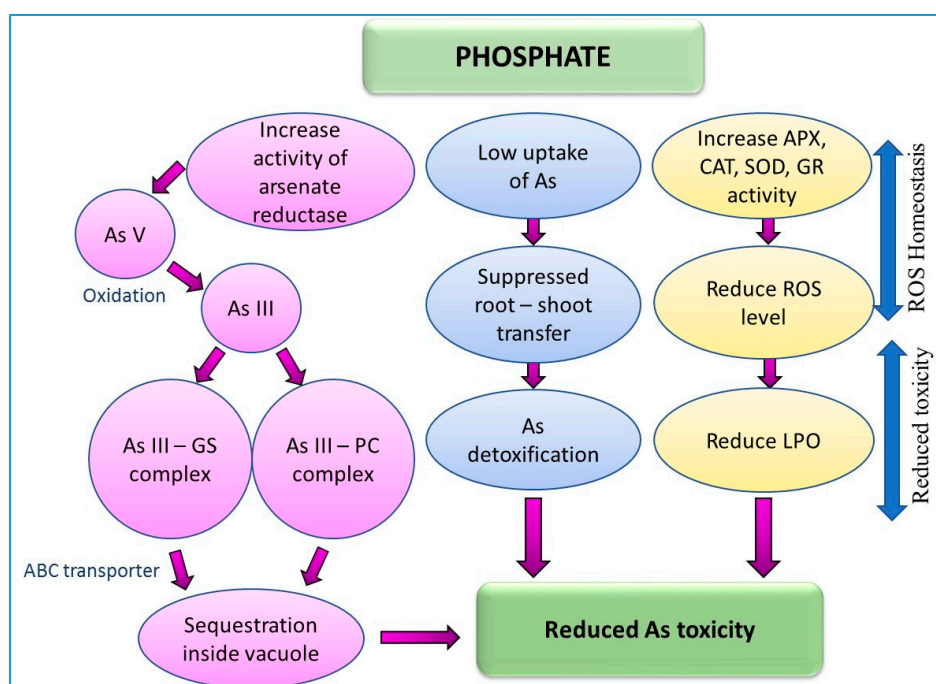 PHOSPHATE
Increase
activity of
arsenate
reductase
As V
Oxidation
As III
As III – GS
complex
As III – PC
complex
ABC transporter
Sequestration
inside vacuole
Low uptake
of As
Suppressed
root – shoot
transfer
As
detoxification
Increase APX,
CAT, SOD, GR
activity
Reduce ROS
level
Reduce LPO
ROS Homeostasis
Reduced toxicity
Reduced As toxicity